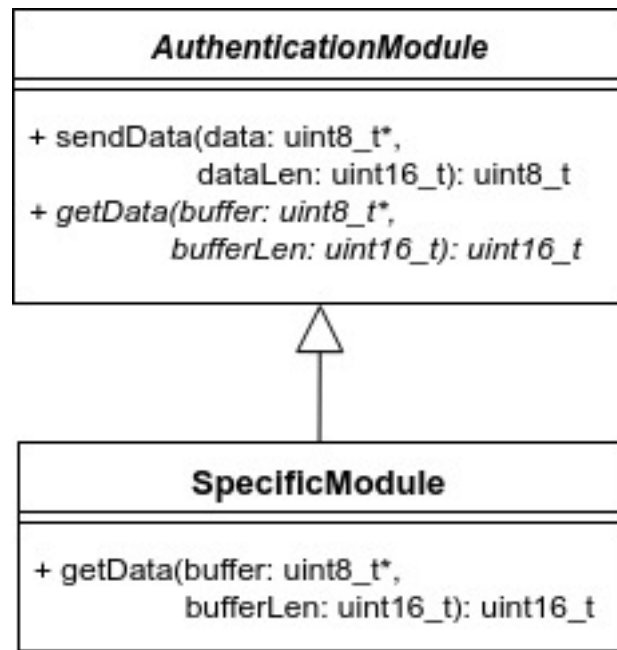 AuthenticationModule
+ sendData(data: uint8_t*,
dataLen: uint16_t): uint8_t
+ getData(buffer: uint8_t*,
bufferLen: uint16_t): uint16_t
SpecificModule
+ getData(buffer: uint8_t*,
bufferLen: uint16_t): uint16_t